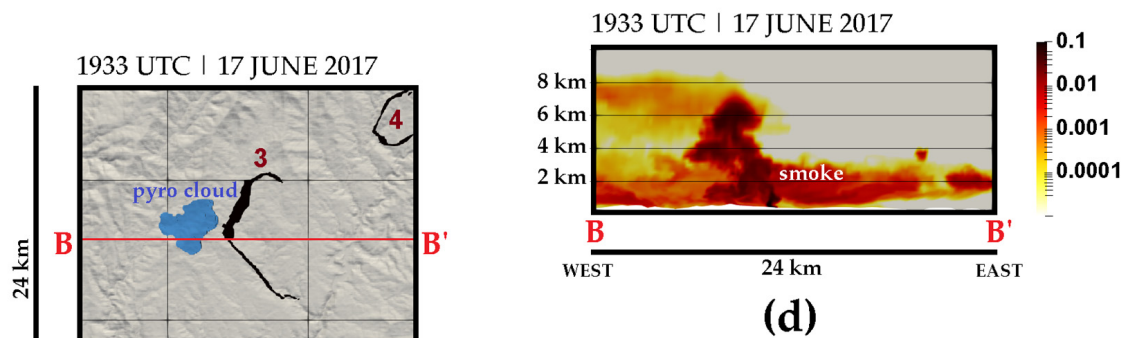 1933 UTC | 17 JUNE 2017
4
3
pyro cloud
B
B'
24 km
1933 UTC | 17 JUNE 2017
8 km
6 km
4 km
2 km
smoke
0.1
0.01
0.001
0.0001
B
B'
WEST
24 km
EAST
(d)